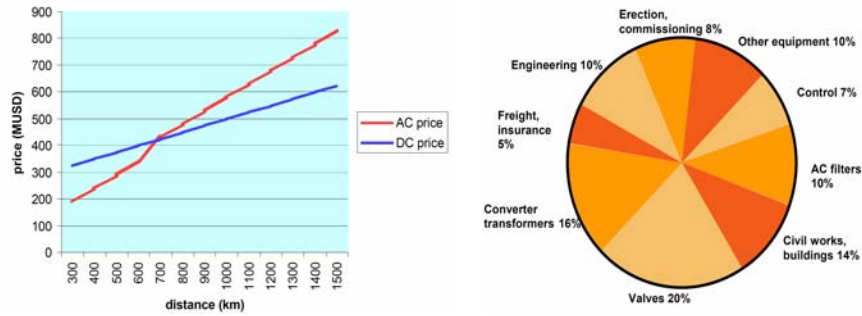 900
800
700
600
500
400
300
200
100
0
price (MUSD)
300
400
500
600
700
800
900
1000
1100
1200
1300
1400
1500
distance (km)
AC price
DC price
Erection,
commissioning 8%
Other equipment 10%
Control 7%
AC filters
10%
Civil works,
buildings 14%
Valves 20%
Converter
transformers 16%
Freight,
insurance
5%
Engineering 10%